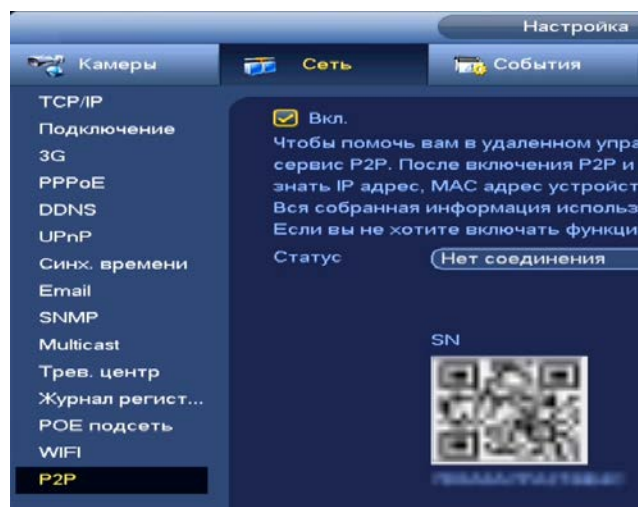 Настройка
Камеры
Сеть
События
TCP/IP
Подключение
3G
PPPoE
DDNS
UPnP
Синх. времени
Email
SNMP
Multicast
Трев. центр
Журнал регист...
POE подсеть
WIFI
P2P
Вкл.
Чтобы помочь вам в удаленном упра
сервис P2P. После включения P2P и
знать IP адрес, MAC адрес устройст
Вся собранная информация использ
Если вы не хотите включать функци
Статус
Нет соединения
SN